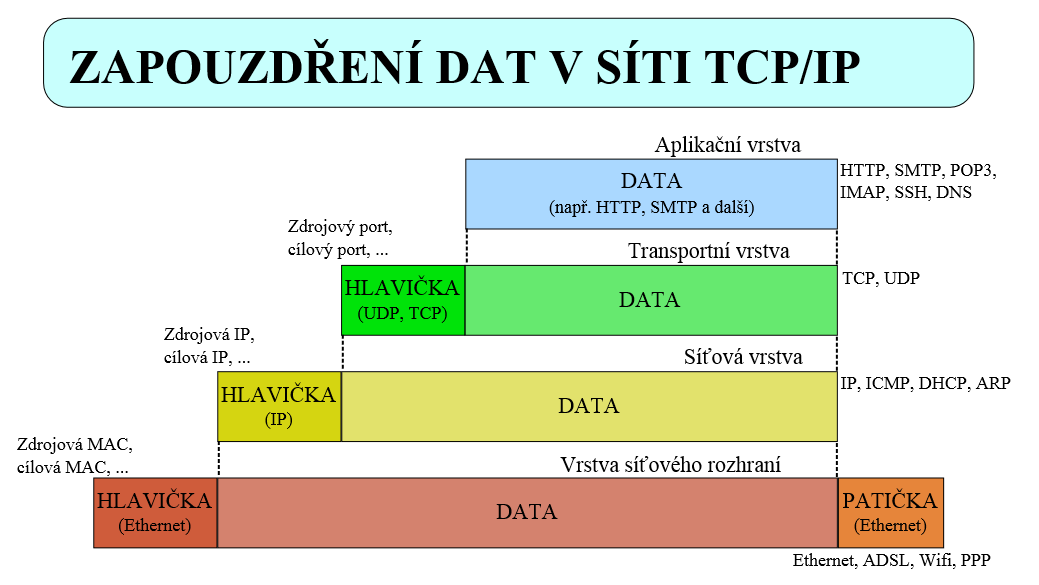 ZAPOUZDŘENÍ DAT V SÍTI TCP/IP
Aplikační vrstva
DATA
(např. HTTP, SMTP a další)
HTTP, SMTP, POP3,
IMAP, SSH, DNS
Zdrojový port,
cílový port, ...
Transportní vrstva
HLAVIČKA
(UDP, TCP)
DATA
TCP, UDP
Zdrojová IP,
cílová IP, ...
Síťová vrstva
HLAVIČKA
(IP)
DATA
IP, ICMP, DHCP, ARP
Zdrojová MAC,
cílová MAC, ...
Vrstva síťového rozhraní
HLAVIČKA
(Ethernet)
DATA
PATIČKA
(Ethernet)
Ethernet, ADSL, Wifi, PPP